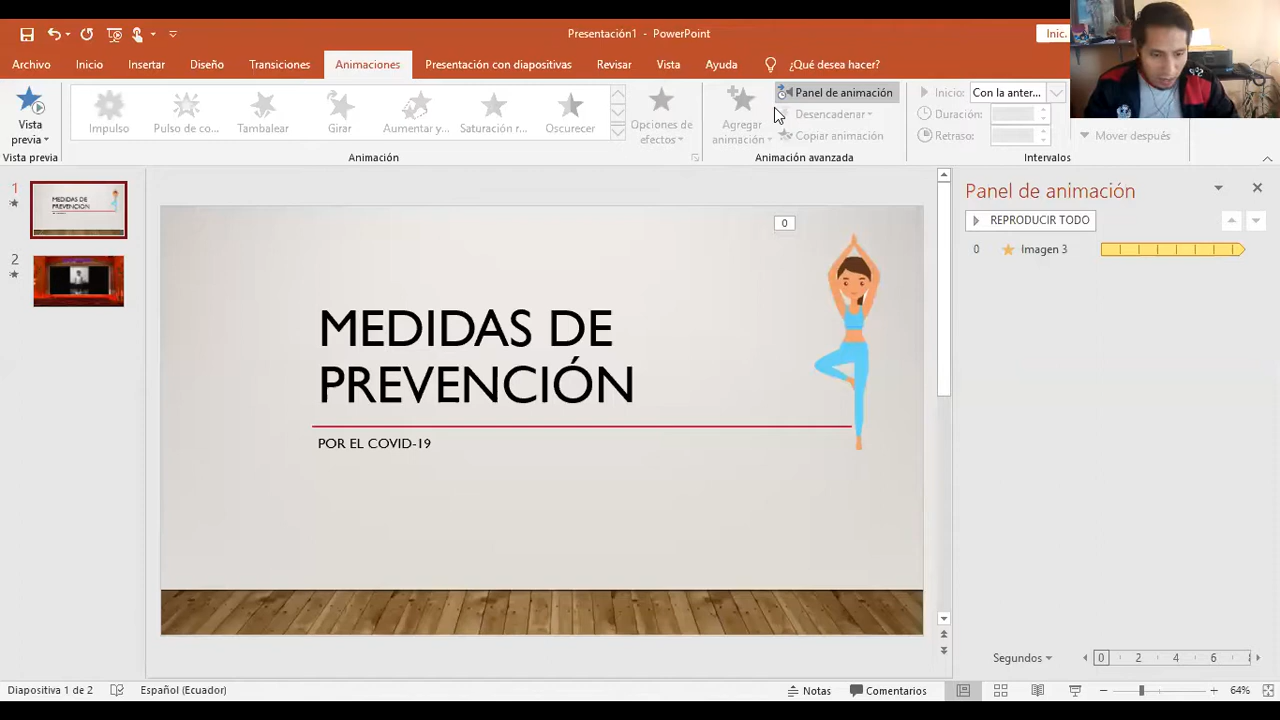 Presentación1 - PowerPoint
Inic.
Archivo Inicio Insertar Diseño Transiciones Animaciones Presentación con diapositivas Revisar Vista Ayuda ¿Qué desea hacer?
Vista previa
Impulso Pulso de co... Tambalear Girar Aumentar y... Saturación r... Oscurecer
Opciones de efectos
Agregar animación
Panel de animación
Desencadenar
Copiar animación
Inicio: Con la anter...
Duración:
Retraso:
Mover después
Vista previa Animación Animación avanzada Intervalos
1
MEDIDAS DE
PREVENCIÓN
2
0
MEDIDAS DE
PREVENCIÓN
POR EL COVID-19
Panel de animación
REPRODUCIR TODO
0 Imagen 3
Segundos 0 2 4 6
Diapositiva 1 de 2 Español (Ecuador) Notas Comentarios 64%